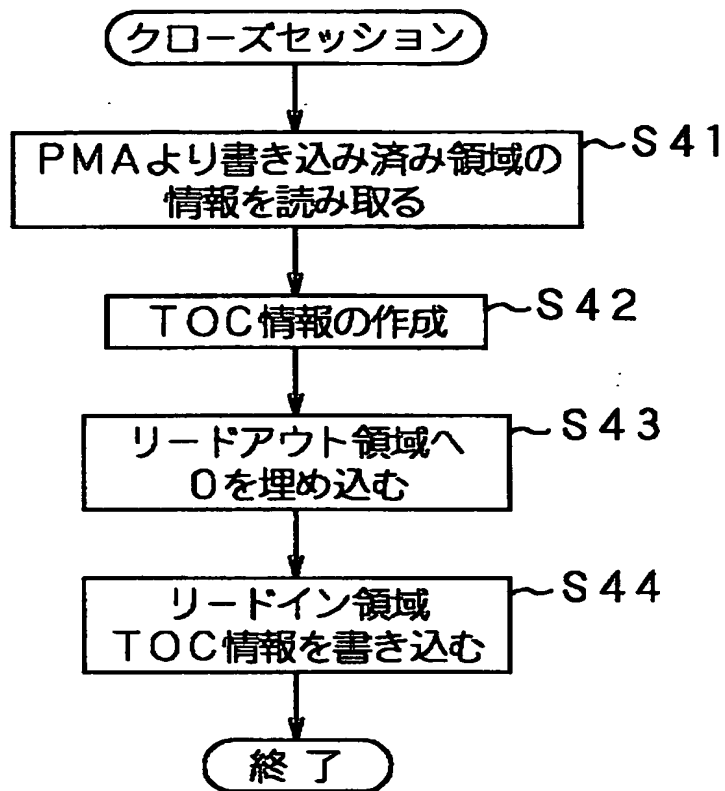 クローズセッション
PMAより書き込み済み領域の
情報を読み取る
S41
TOC情報の作成
S42
リードアウト領域へ
0を埋め込む
S43
リードイン領域
TOC情報を書き込む
S44
終了